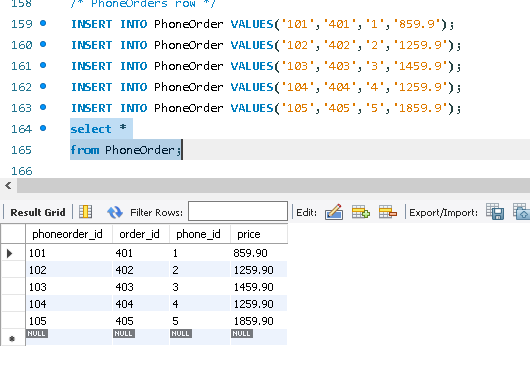 158 /* PhoneOrders row */
159 INSERT INTO PhoneOrder VALUES('101','401','1','859.9');
160 INSERT INTO PhoneOrder VALUES('102','402','2','1259.9');
161 INSERT INTO PhoneOrder VALUES('103','403','3','1459.9');
162 INSERT INTO PhoneOrder VALUES('104','404','4','1259.9');
163 INSERT INTO PhoneOrder VALUES('105','405','5','1859.9');
164 select *
165 from PhoneOrder;
166
Result Grid Filter Rows: Edit: Export/Import:
phoneorder_id order_id phone_id price
101 401 1 859.90
102 402 2 1259.90
103 403 3 1459.90
104 404 4 1259.90
105 405 5 1859.90
NULL NULL NULL NULL